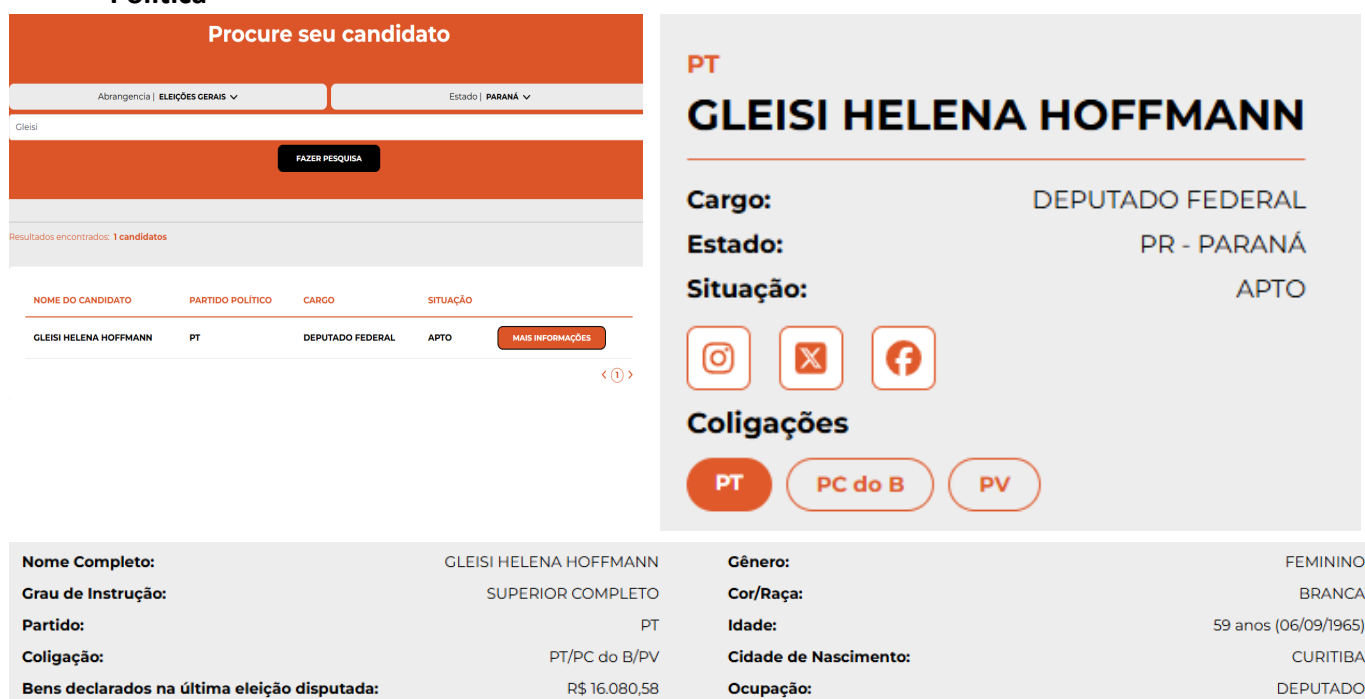 Política
Procure seu candidato
Abrangencia | ELEIÇÕES GERAIS
Estado | PARANÁ
Gleisi
FAZER PESQUISA
Resultados encontrados: 1 candidatos
NOME DO CANDIDATO PARTIDO POLÍTICO CARGO SITUAÇÃO
GLEISI HELENA HOFFMANN PT DEPUTADO FEDERAL APTO MAIS INFORMAÇÕES
< 1 >
PT
GLEISI HELENA HOFFMANN
Cargo: DEPUTADO FEDERAL
Estado: PR - PARANÁ
Situação: APTO
Coligações
PT PC do B PV
Nome Completo: GLEISI HELENA HOFFMANN
Grau de Instrução: SUPERIOR COMPLETO
Partido: PT
Coligação: PT/PC do B/PV
Bens declarados na última eleição disputada: R$ 16.080,58
Gênero: FEMININO
Cor/Raça: BRANCA
Idade: 59 anos (06/09/1965)
Cidade de Nascimento: CURITIBA
Ocupação: DEPUTADO